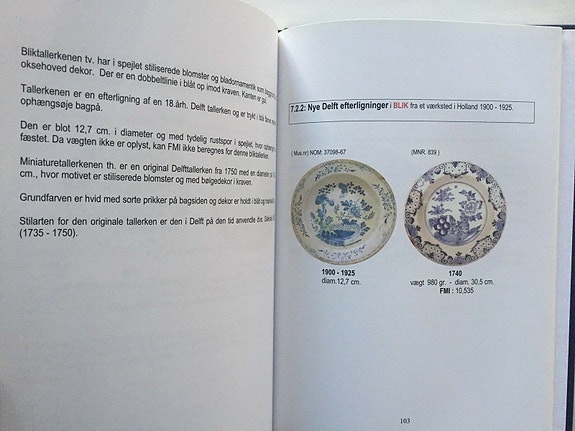 Bliktallerkenen tv. har i spejlet stiliserede blomster og bladornamentik som
oksehoved dekor. Der er en dobbeltlinie i blåt op imod kraven. Kanten er gul.
Tallerkenen er en efterligning af en 18.årh. Delft tallerken og er trykt i blå
ophængsøje bagpå.
Den er blot 12,7 cm. i diameter og med tydelig rustspor i spejlet, hvor
fæstet. Da vægten ikke er oplyst, kan FMI ikke beregnes for denne bliktallerken.
Miniaturetallerkenen th. er en original Delfttallerken fra 1750 med en diameter på
cm., hvor motivet er stiliserede blomster og med bølgedekor i kraven.
Grundfarven er hvid med sorte prikker på bagsiden og dekor er holdt i blåt og
Stilarten for den originale tallerken er den i Delft på den tid anvendte
(1735 - 1750).
7.2.2: Nye Delft efterligninger i BLIK fra et værksted i Holland 1900 - 1925.
( Mus.nr) NOM: 37098-67
(MNR. 839 )
1900 - 1925
diam.12,7 cm.
1740
vægt 980 gr. - diam. 30,5 cm.
FMI : 10,535
103